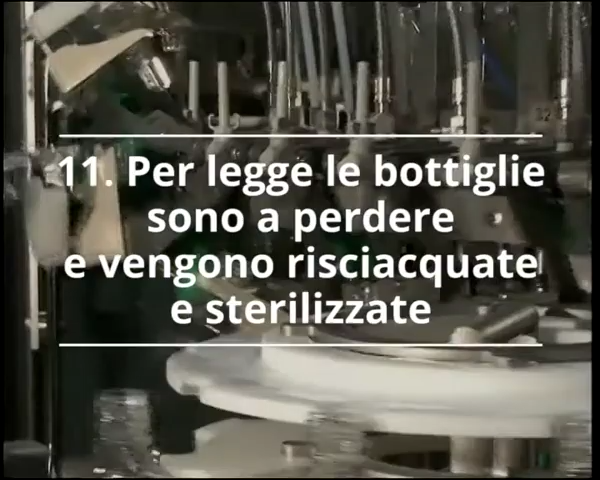 11. Per legge le bottiglie
sono a perdere
e vengono risciacquate
e sterilizzate